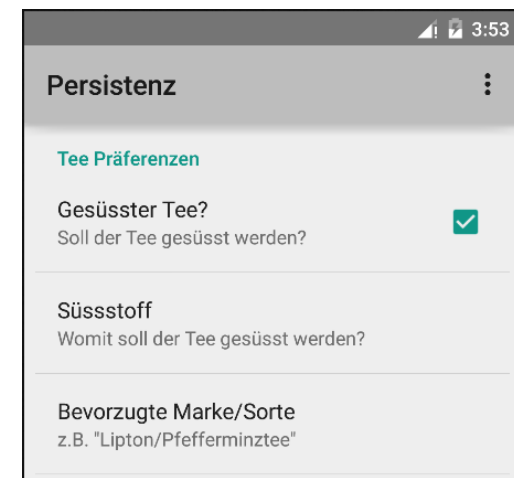 3:53
Persistenz
Tee Präferenzen
Gesüsster Tee?
Soll der Tee gesüsst werden?
Süssstoff
Womit soll der Tee gesüsst werden?
Bevorzugte Marke/Sorte
z.B. "Lipton/Pfefferminztee"